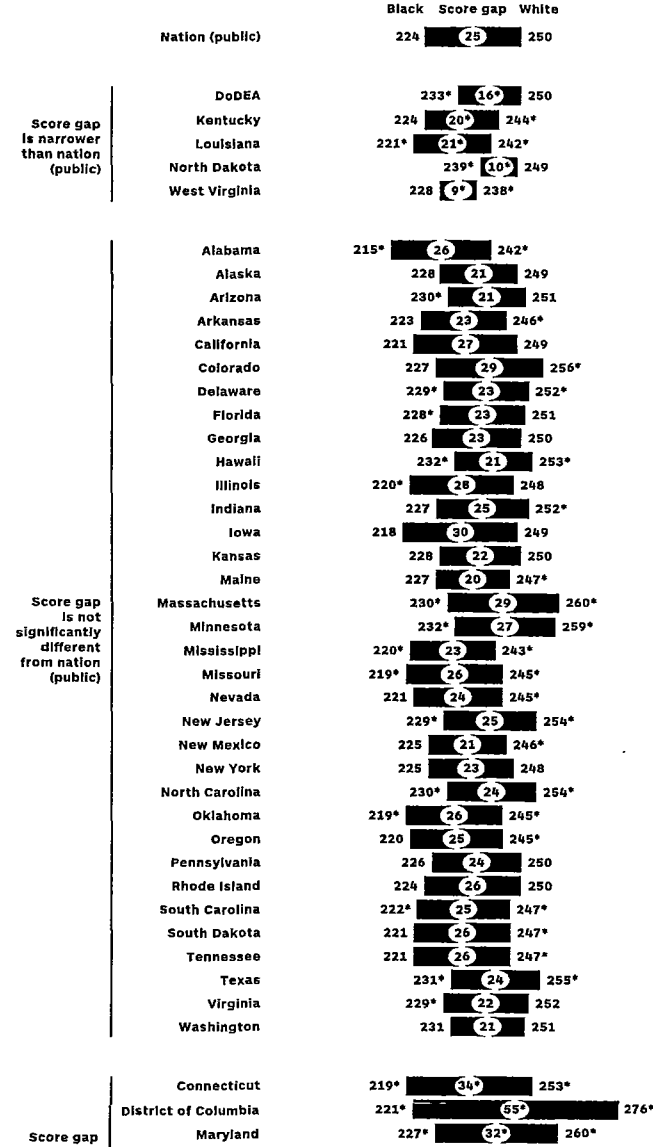 Black Score gap White
Nation (public) 224 25 250
DoDEA 233* 16* 250
Score gap is narrower than nation (public)
Kentucky 224 20* 244*
Louisiana 221* 21* 242*
North Dakota 239* 10* 249
West Virginia 228 9* 238*
Alabama 215* 26 242*
Alaska 228 21 249
Arizona 230* 21 251
Arkansas 223 23 246*
California 221 27 249
Colorado 227 29 256*
Delaware 229* 23 252*
Florida 228* 23 251
Georgia 226 23 250
Hawaii 232* 21 253*
Illinois 220* 28 248
Indiana 227 25 252*
Iowa 218 30 249
Kansas 228 22 250
Maine 227 20 247*
Score gap is not significantly different from nation (public)
Massachusetts 230* 29 260*
Minnesota 232* 27 259*
Mississippi 220* 23 243*
Missouri 219* 26 245*
Nevada 221 24 245*
New Jersey 229* 25 254*
New Mexico 225 21 246*
New York 225 23 248
North Carolina 230* 24 254*
Oklahoma 219* 26 245*
Oregon 220 25 245*
Pennsylvania 226 24 250
Rhode Island 224 26 250
South Carolina 222* 25 247*
South Dakota 221 26 247*
Tennessee 221 26 247*
Texas 231* 24 255*
Virginia 229* 22 252
Washington 231 21 251
Connecticut 219* 34* 253*
District of Columbia 221* 55* 276*
Score gap
Maryland 227* 32* 260*